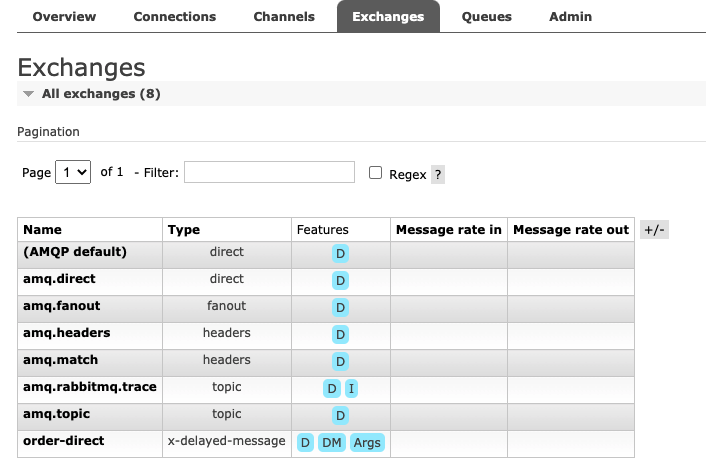 Overview Connections Channels Exchanges Queues Admin
Exchanges
All exchanges (8)
Pagination
Page 1 of 1 - Filter: Regex ?
Name Type Features Message rate in Message rate out +/-
(AMQP default) direct D
amq.direct direct D
amq.fanout fanout D
amq.headers headers D
amq.match headers D
amq.rabbitmq.trace topic D I
amq.topic topic D
order-direct x-delayed-message D DM Args